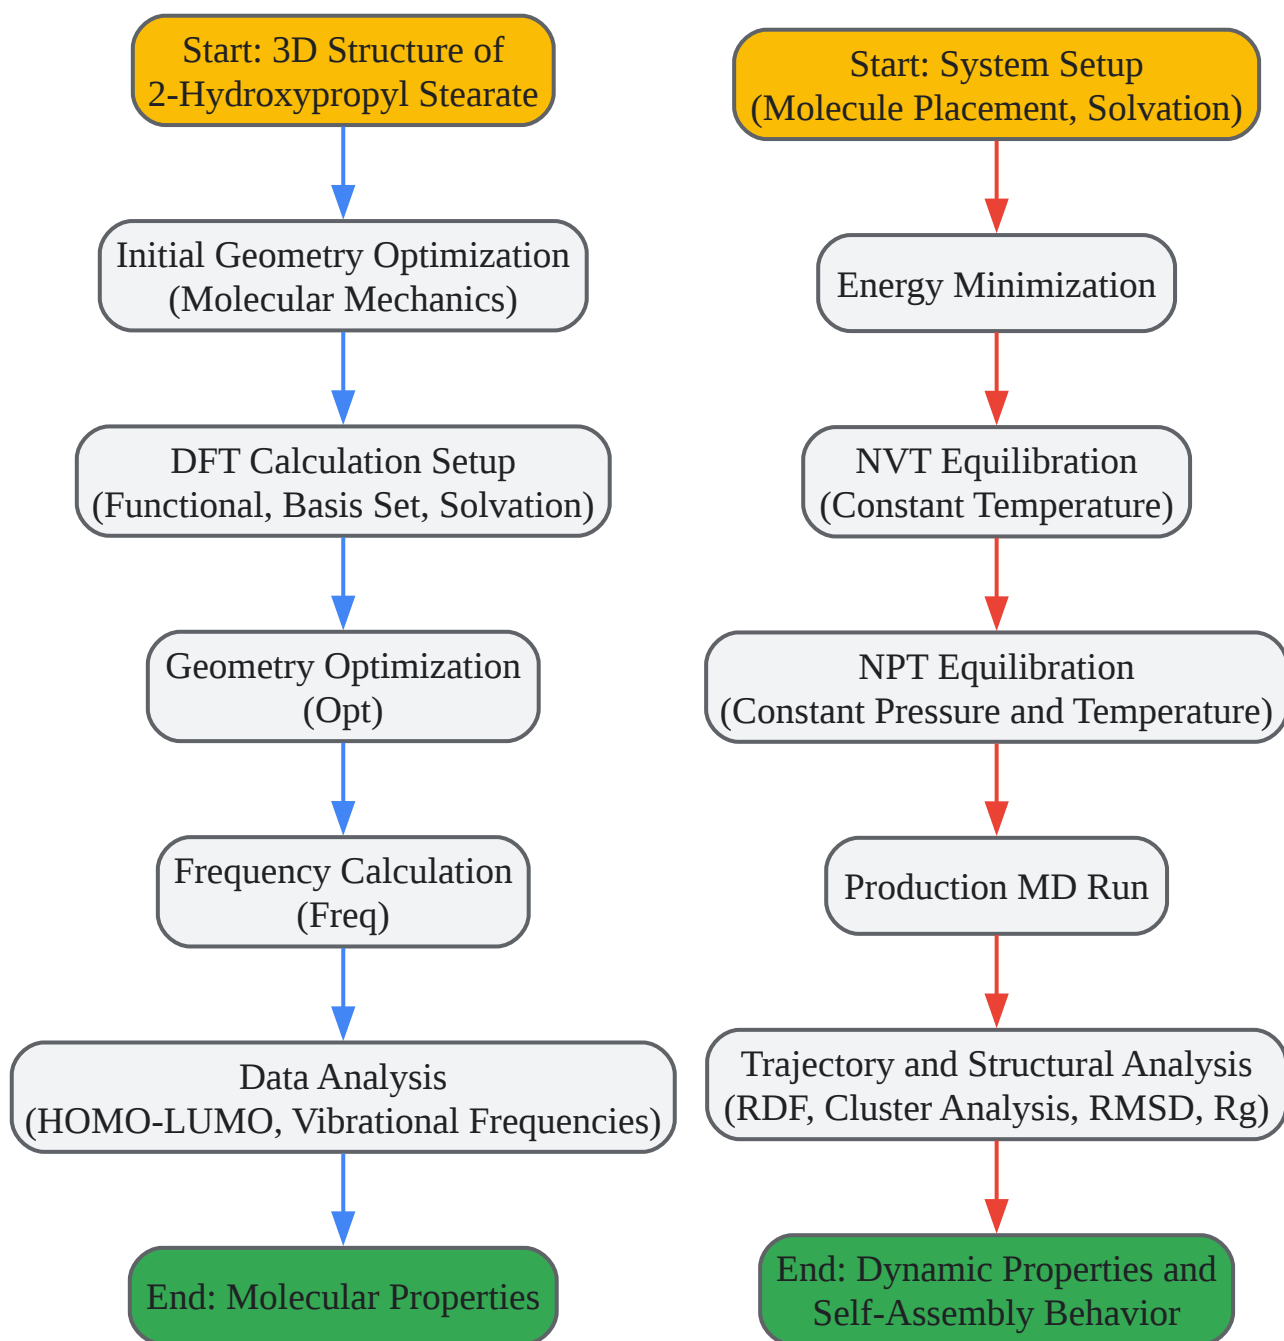 Start: 3D Structure of
2-Hydroxypropyl Stearate
Initial Geometry Optimization
(Molecular Mechanics)
DFT Calculation Setup
(Functional, Basis Set, Solvation)
Geometry Optimization
(Opt)
Frequency Calculation
(Freq)
Data Analysis
(HOMO-LUMO, Vibrational Frequencies)
End: Molecular Properties
Start: System Setup
(Molecule Placement, Solvation)
Energy Minimization
NVT Equilibration
(Constant Temperature)
NPT Equilibration
(Constant Pressure and Temperature)
Production MD Run
Trajectory and Structural Analysis
(RDF, Cluster Analysis, RMSD, Rg)
End: Dynamic Properties and
Self-Assembly Behavior